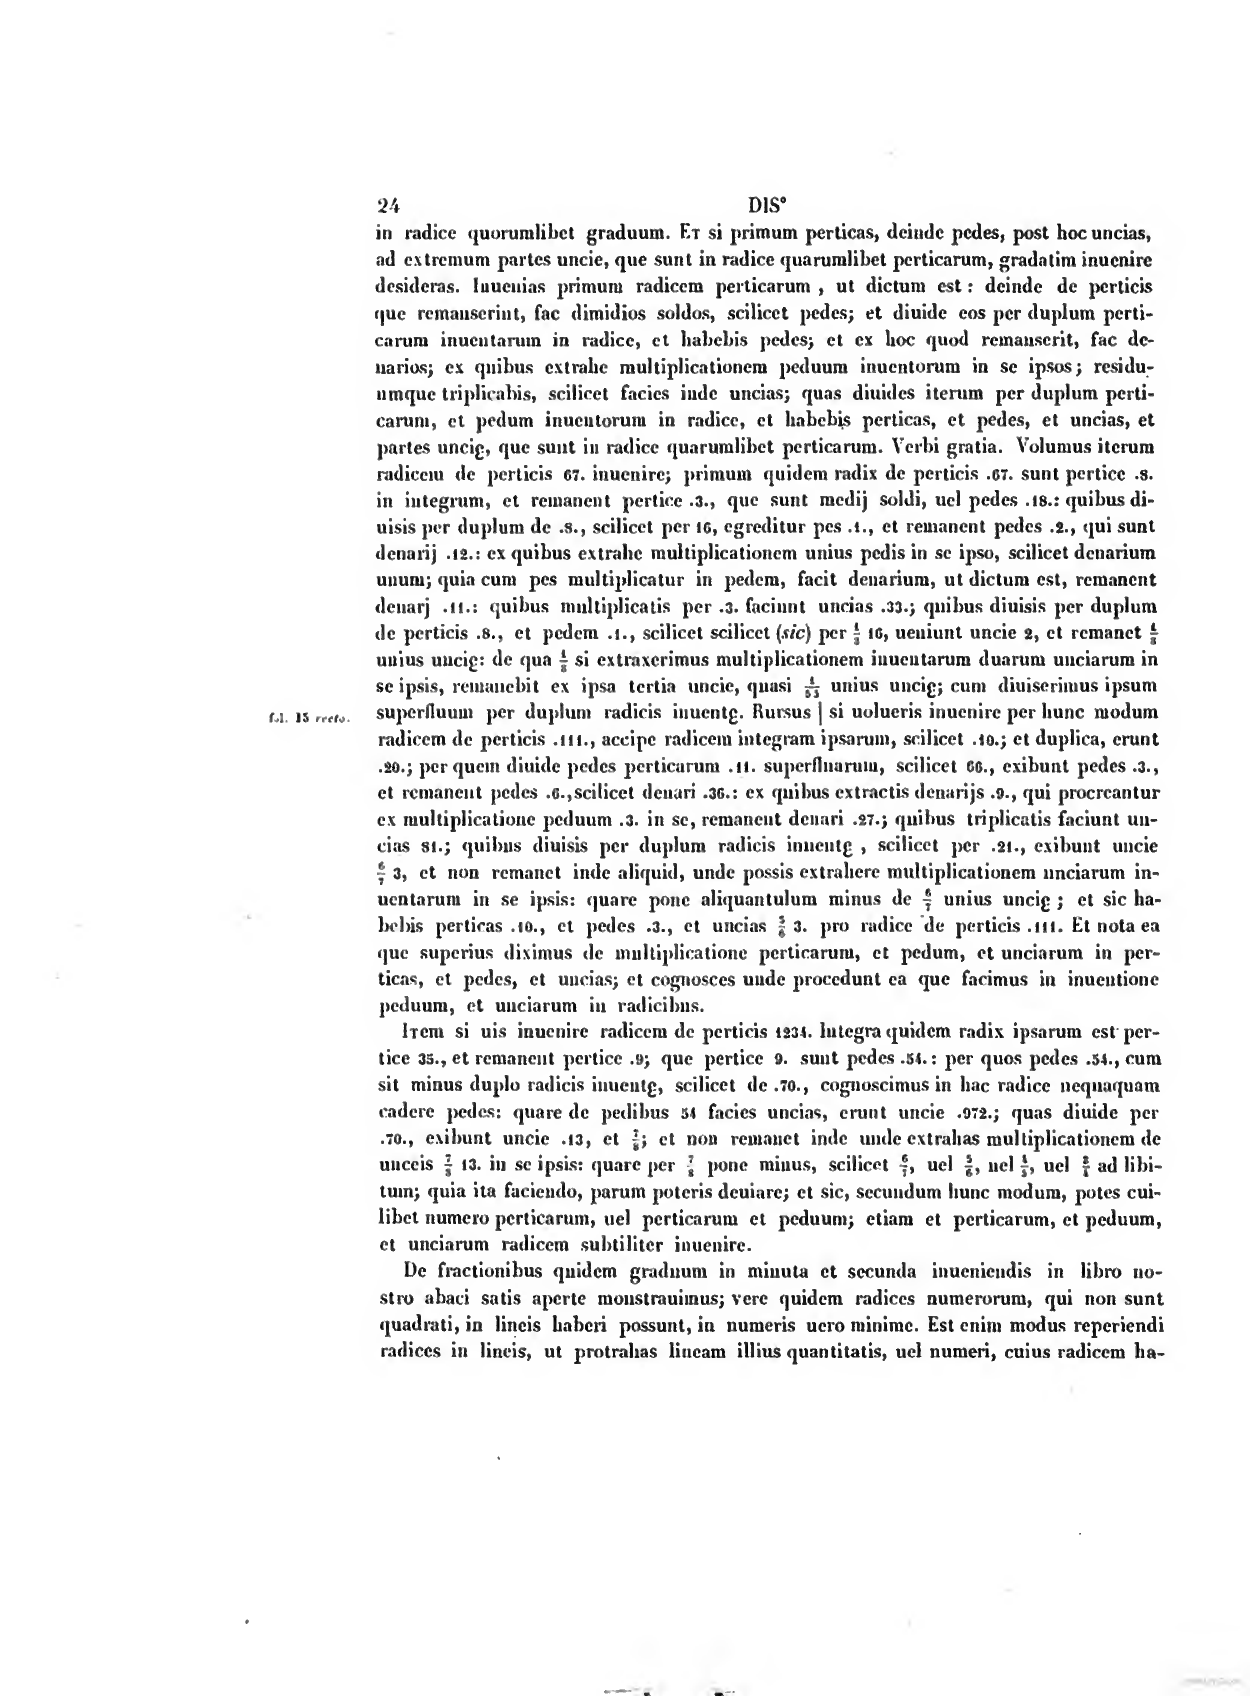 24 DIS°
in radice quorumlibet graduum. Et si primum perticas, deinde pedes, post hoc uncias,
ad extremum partes uncie, que sunt in radice quarumlibet perticarum, gradatim inuenire
desideras. Inuenias primum radicem perticarum , ut dictum est : deinde de perticis
que remanserint, fac dimidios soldos, scilicet pedes; et diuide eos per duplum perti-
carum inuentarum in radice, et habebis pedes; et ex hoc quod remanserit, fac de-
narios; ex quibus extrahe multiplicationem peduum inuentorum in se ipsos; residu-
umque triplicabis, scilicet facies inde uncias; quas diuides iterum per duplum perti-
carum, et pedum inuentorum in radice, et habebis perticas, et pedes, et uncias, et
partes uncię, que sunt in radice quarumlibet perticarum. Verbi gratia. Volumus iterum
radicem de perticis 67. inuenire; primum quidem radix de perticis .67. sunt pertice .8.
in integrum, et remanent pertice .3., que sunt medij soldi, uel pedes .18.: quibus di-
uisis per duplum de .8., scilicet per 16, egreditur pes .1., et remanent pedes .2., qui sunt
denarij .12.: ex quibus extrahe multiplicationem unius pedis in se ipso, scilicet denarium
unum; quia cum pes multiplicatur in pedem, facit denarium, ut dictum est, remanent
denarj .11.: quibus multiplicatis per .3. faciunt uncias .33.; quibus diuisis per duplum
de perticis .8., et pedem .1., scilicet scilicet (sic) per 1/3 16, ueniunt uncie 2, et remanet 1/3
unius uncię: de qua 1/3 si extraxerimus multiplicationem inuentarum duarum unciarum in
se ipsis, remanebit ex ipsa tertia uncie, quasi 1/53 unius uncię; cum diuiserimus ipsum
superfluum per duplum radicis inuentę. Rursus | si uolueris inuenire per hunc modum
fol. 15 recto.
radicem de perticis .111., accipe radicem integram ipsarum, scilicet .10.; et duplica, erunt
.20.; per quem diuide pedes perticarum .11. superfluarum, scilicet 66., exibunt pedes .3.,
et remanent pedes .6.,scilicet denari .36.: ex quibus extractis denarijs .9., qui procreantur
ex multiplicatione peduum .3. in se, remanent denari .27.; quibus triplicatis faciunt un-
cias 81.; quibus diuisis per duplum radicis inuentę , scilicet per .21., exibunt uncie
6/7 3, et non remanet inde aliquid, unde possis extrahere multiplicationem unciarum in-
uentarum in se ipsis: quare pone aliquantulum minus de 6/7 unius uncię ; et sic ha-
bebis perticas .10., et pedes .3., et uncias 5/6 3. pro radice de perticis .111. Et nota ea
que superius diximus de multiplicatione perticarum, et pedum, et unciarum in per-
ticas, et pedes, et uncias; et cognosces unde procedunt ea que facimus in inuentione
peduum, et unciarum in radicibus.
Item si uis inuenire radicem de perticis 1234. Integra quidem radix ipsarum est per-
tice 35., et remanent pertice .9; que pertice 9. sunt pedes .54. : per quos pedes .54., cum
sit minus duplo radicis inuentę, scilicet de .70., cognoscimus in hac radice nequaquam
cadere pedes: quare de pedibus 54 facies uncias, erunt uncie .972.; quas diuide per
.70., exibunt uncie .13, et 7/8; et non remanet inde unde extrahas multiplicationem de
unceis 7/8 13. in se ipsis: quare per 7/8 pone minus, scilicet 6/7, uel 5/6, uel 4/5, uel 3/4 ad libi-
tum; quia ita faciendo, parum poteris deuiare; et sic, secundum hunc modum, potes cui-
libet numero perticarum, uel perticarum et peduum; etiam et perticarum, et peduum,
et unciarum radicem subtiliter inuenire.
De fractionibus quidem graduum in minuta et secunda inueniendis in libro no-
stro abaci satis aperte monstrauimus; vere quidem radices numerorum, qui non sunt
quadrati, in lineis haberi possunt, in numeris uero minime. Est enim modus reperiendi
radices in lineis, ut protrahas lineam illius quantitatis, uel numeri, cuius radicem ha-